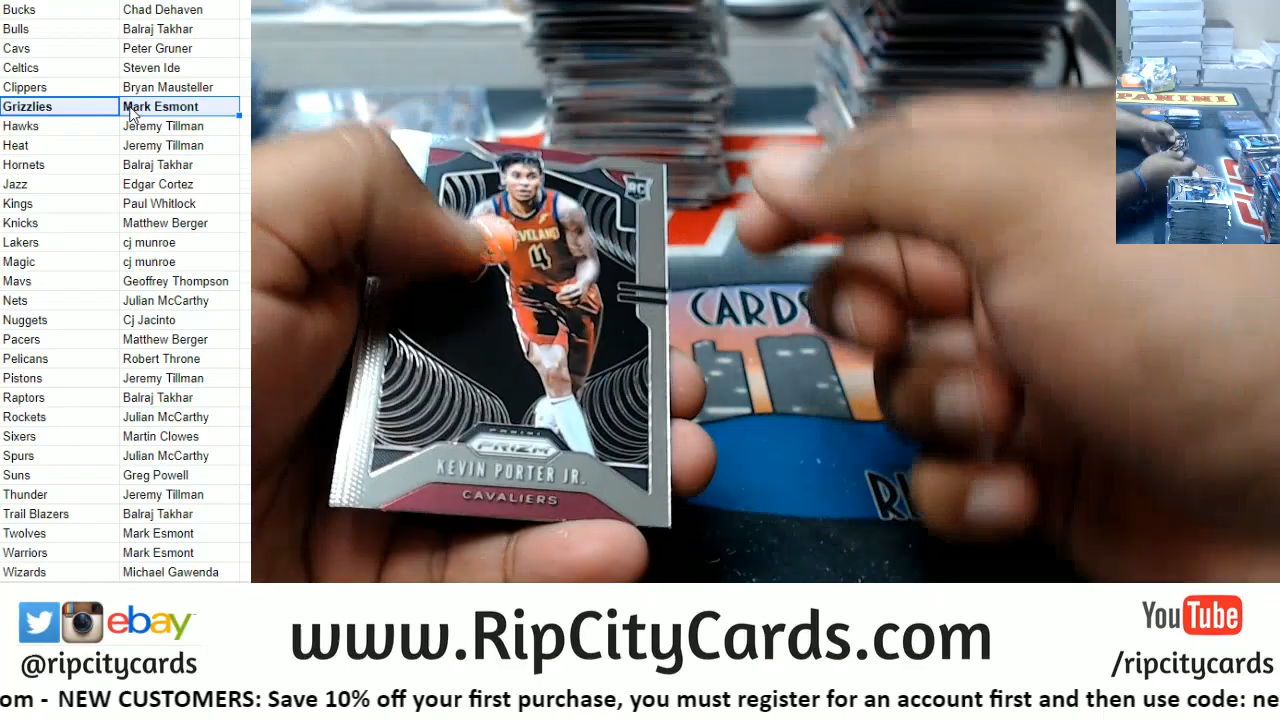 Bucks Chad Dehaven
Bulls Balraj Takhar
Cavs Peter Gruner
Celtics Steven Ide
Clippers Bryan Mausteller
Grizzlies Mark Esmont
Hawks Jeremy Tillman
Heat Jeremy Tillman
Hornets Balraj Takhar
Jazz Edgar Cortez
Kings Paul Whitlock
Knicks Matthew Berger
Lakers cj munroe
Magic cj munroe
Mavs Geoffrey Thompson
Nets Julian McCarthy
Nuggets Cj Jacinto
Pacers Matthew Berger
Pelicans Robert Throne
Pistons Jeremy Tillman
Raptors Balraj Takhar
Rockets Julian McCarthy
Sixers Martin Clowes
Spurs Julian McCarthy
Suns Greg Powell
Thunder Jeremy Tillman
Trail Blazers Balraj Takhar
Twolves Mark Esmont
Warriors Mark Esmont
Wizards Michael Gawenda
PANINI
RC
CLEVELAND
4
PANINI
PRIZM
KEVIN PORTER JR.
CAVALIERS
CARDS
RI
ebay
@ripcitycards
www.RipCityCards.com
YouTube
/ripcitycards
om - NEW CUSTOMERS: Save 10% off your first purchase, you must register for an account first and then use code: ne